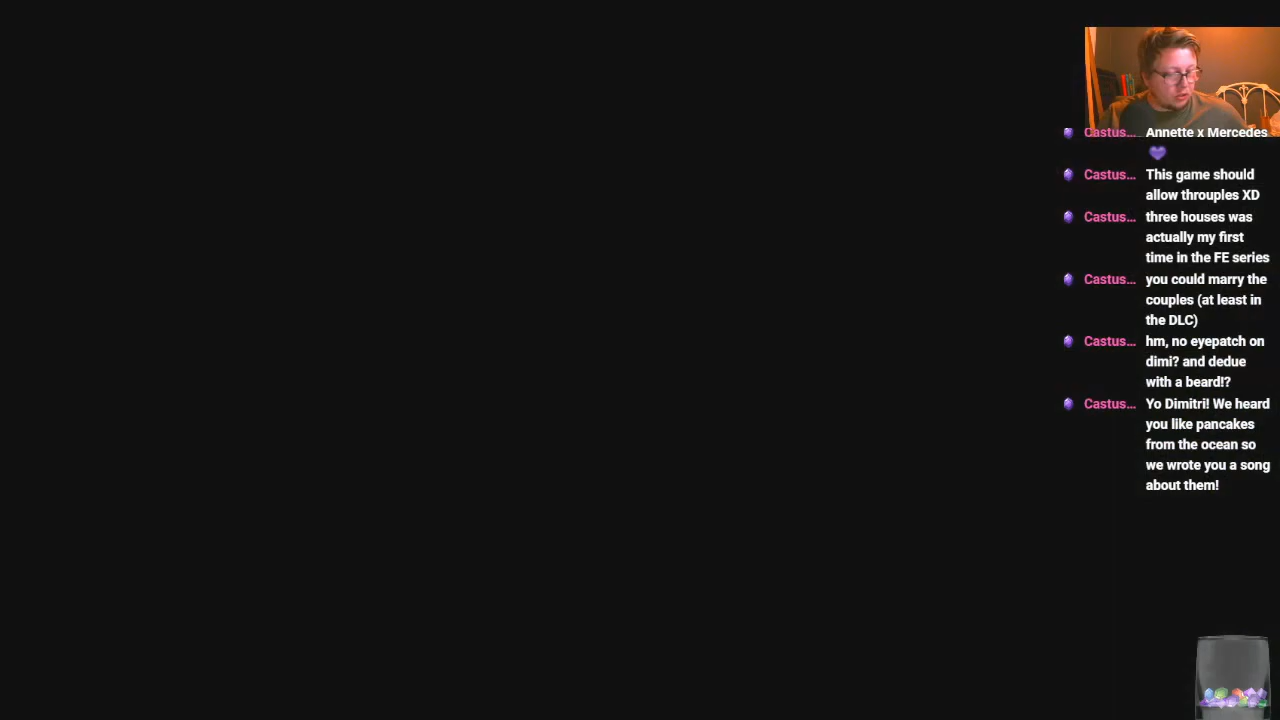 Castus... Annette x Mercedes
💜
Castus... This game should
allow throuples XD
Castus... three houses was
actually my first
time in the FE series
Castus... you could marry the
couples (at least in
the DLC)
Castus... hm, no eyepatch on
dimi? and dedue
with a beard!?
Castus... Yo Dimitri! We heard
you like pancakes
from the ocean so
we wrote you a song
about them!